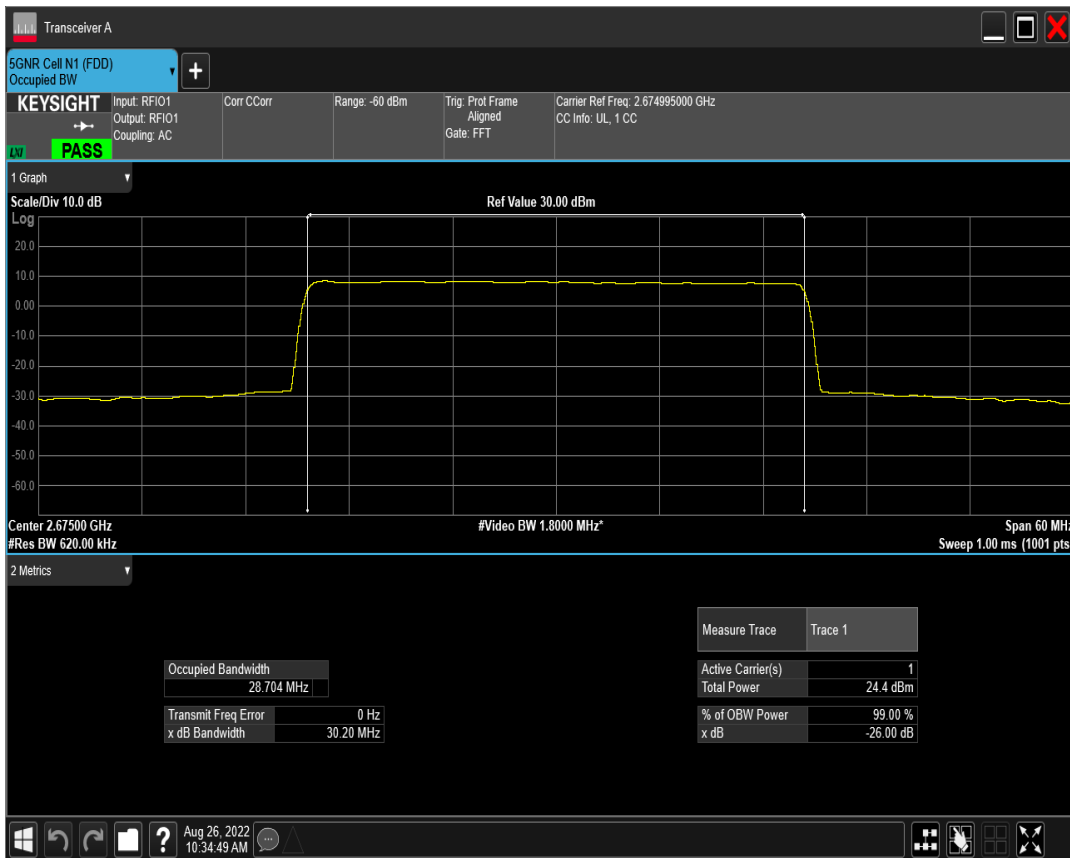 Transceiver A
5GNR Cell N1 (FDD)
Occupied BW
+
KEYSIGHT
Input: RFIO1
Output: RFIO1
Coupling: AC
Corr CCorr
Range: -60 dBm
Trig: Prot Frame
Aligned
Gate: FFT
Carrier Ref Freq: 2.674995000 GHz
CC Info: UL, 1 CC
LXI
PASS
1 Graph
Scale/Div 10.0 dB
Ref Value 30.00 dBm
Log
20.0
10.0
0.00
-10.0
-20.0
-30.0
-40.0
-50.0
-60.0
Center 2.67500 GHz
#Video BW 1.8000 MHz*
Span 60 MHz
#Res BW 620.00 kHz
Sweep 1.00 ms (1001 pts
2 Metrics
Measure Trace Trace 1
Occupied Bandwidth
28.704 MHz
Active Carrier(s) 1
Total Power 24.4 dBm
Transmit Freq Error 0 Hz
x dB Bandwidth 30.20 MHz
% of OBW Power 99.00 %
x dB -26.00 dB
?
Aug 26, 2022
10:34:49 AM